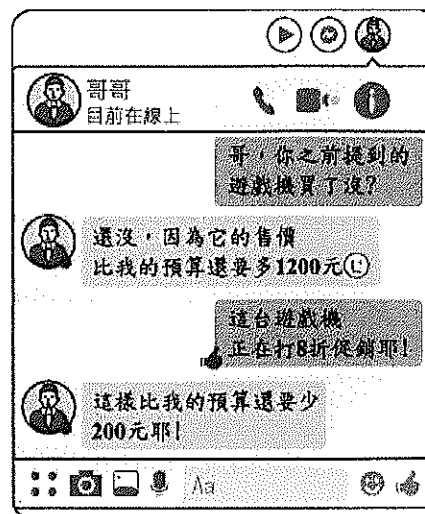 哥哥
目前在線上
哥,你之前提到的
遊戲機買了沒?
還沒,因為它的售價
比我的預算還要多1200元
這台遊戲機
正在打8折促銷耶!
這樣比我的預算還要少
200元耶!
Aa